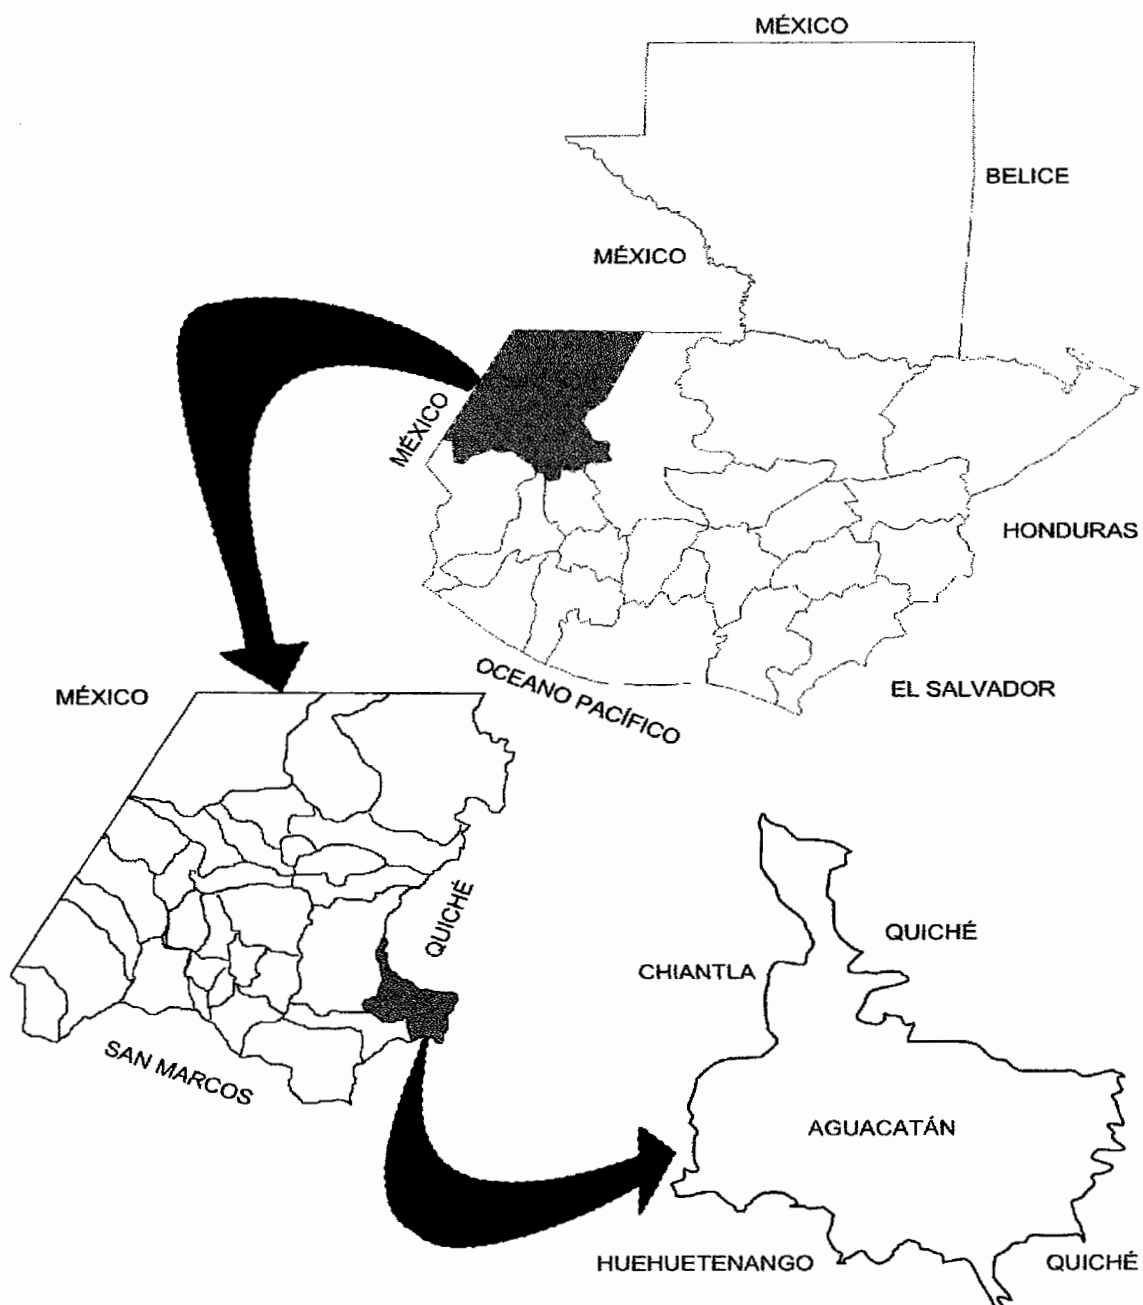 MÉXICO
BELICE
MÉXICO
MÉXICO
HONDURAS
EL SALVADOR
OCEANO PACÍFICO
MÉXICO
QUICHÉ
SAN MARCOS
QUICHÉ
CHIANTLA
AGUACATÁN
HUEHUETENANGO
QUICHÉ